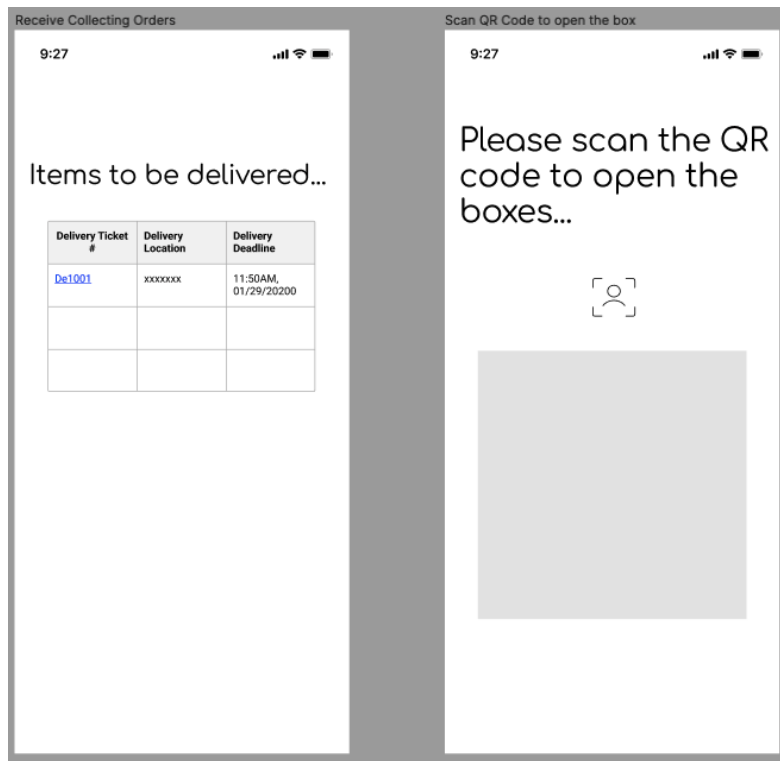 Receive Collecting Orders
9:27
Items to be delivered...
Delivery Ticket
#
Delivery
Location
Delivery
Deadline
De1001
xxxxxxx
11:50AM,
01/29/20200
Scan QR Code to open the box
9:27
Please scan the QR
code to open the
boxes...